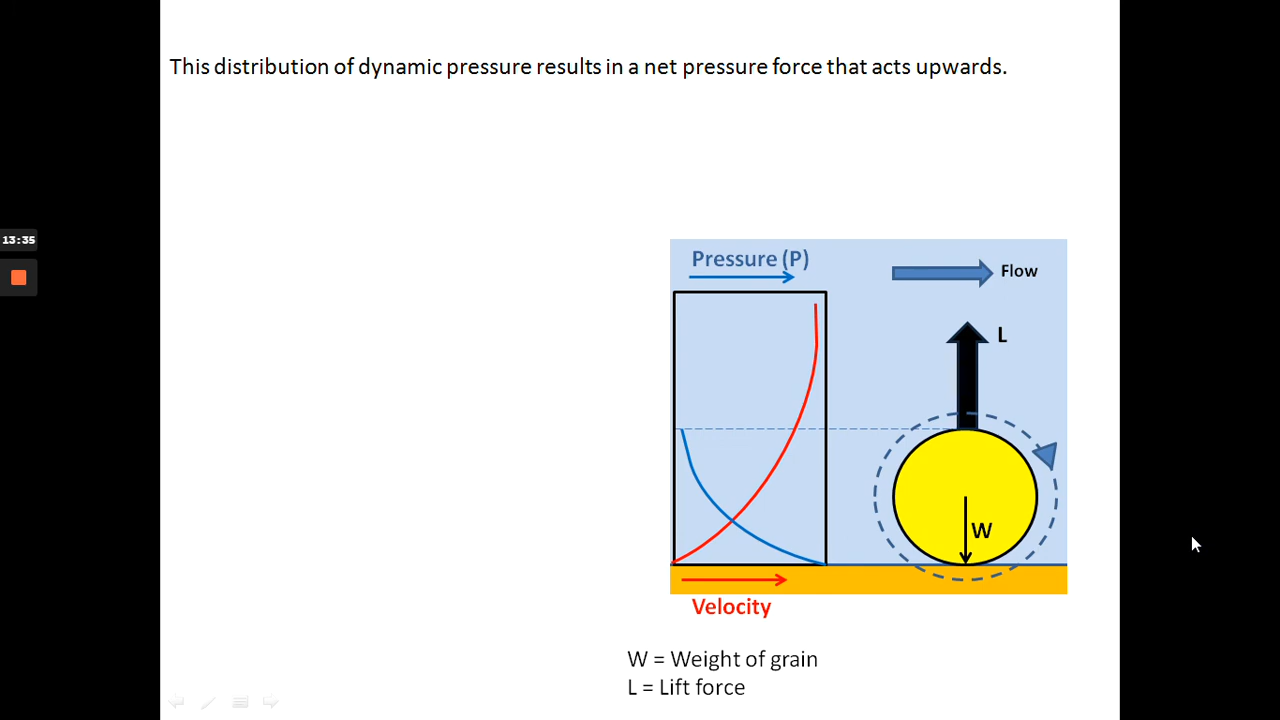 This distribution of dynamic pressure results in a net pressure force that acts upwards.
13:35
Pressure (P)
Flow
L
W
Velocity
W = Weight of grain
L = Lift force